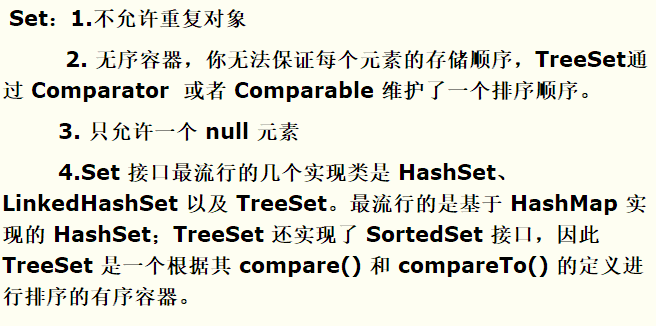 Set：1.不允许重复对象
2. 无序容器，你无法保证每个元素的存储顺序，TreeSet通
过 Comparator 或者 Comparable 维护了一个排序顺序。
3. 只允许一个 null 元素
4.Set 接口最流行的几个实现类是 HashSet、
LinkedHashSet 以及 TreeSet。最流行的是基于 HashMap 实
现的 HashSet；TreeSet 还实现了 SortedSet 接口，因此
TreeSet 是一个根据其 compare() 和 compareTo() 的定义进
行排序的有序容器。